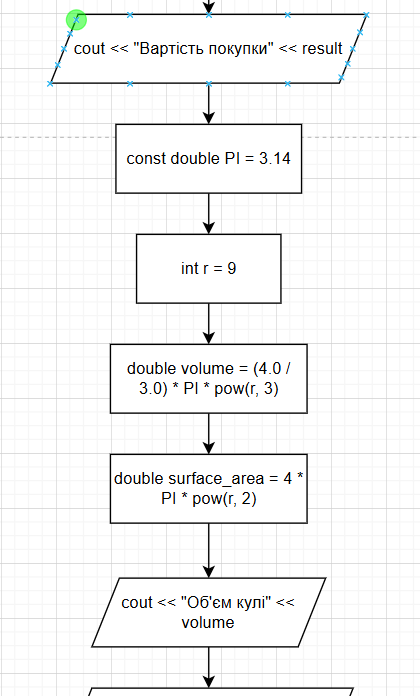 cout << "Вартість покупки" << result
const double PI = 3.14
int r = 9
double volume = (4.0 /
3.0) * PI * pow(r, 3)
double surface_area = 4 *
PI * pow(r, 2)
cout << "Об'єм кулі" <<
volume